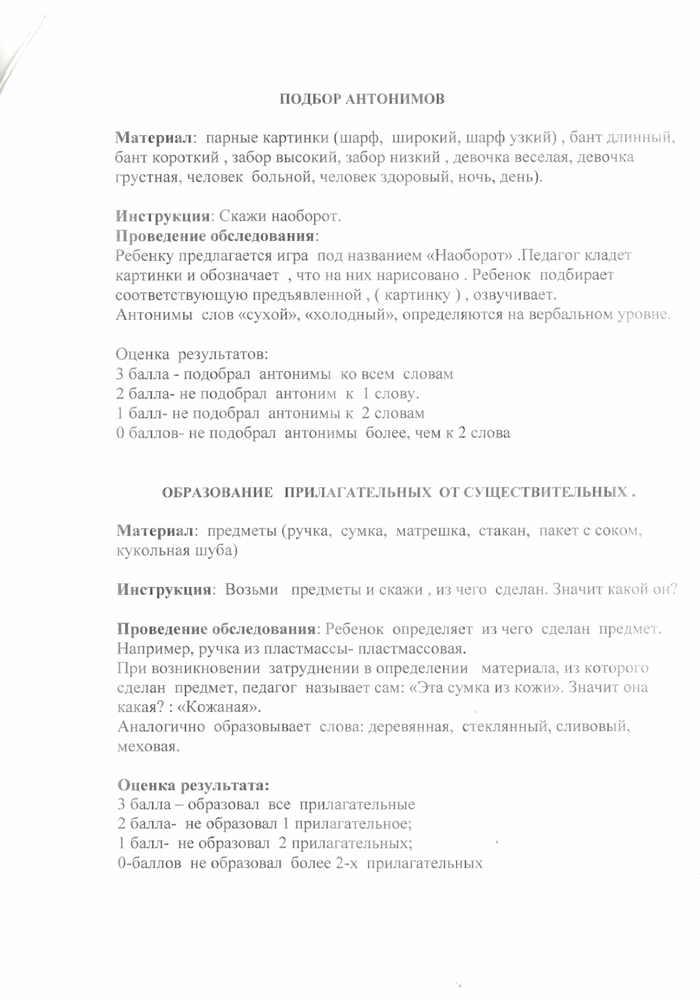 ПОДБОР АНТОНИМОВ
Материал: парные картинки (шарф, широкий, шарф узкий) , бант длинный,
бант короткий , забор высокий, забор низкий , девочка веселая, девочка
грустная, человек больной, человек здоровый, ночь, день).
Инструкция: Скажи наоборот.
Проведение обследования:
Ребенку предлагается игра под названием «Наоборот» .Педагог кладет
картинки и обозначает , что на них нарисовано . Ребенок подбирает
соответствующую предъявленной , ( картинку ) , озвучивает.
Антонимы слов «сухой», «холодный», определяются на вербальном уровне.
Оценка результатов:
3 балла - подобрал антонимы ко всем словам
2 балла- не подобрал антоним к 1 слову.
1 балл- не подобрал антонимы к 2 словам
0 баллов- не подобрал антонимы более, чем к 2 слова
ОБРАЗОВАНИЕ ПРИЛАГАТЕЛЬНЫХ ОТ СУЩЕСТВИТЕЛЬНЫХ .
Материал: предметы (ручка, сумка, матрешка, стакан, пакет с соком,
кукольная шуба)
Инструкция: Возьми предметы и скажи , из чего сделан. Значит какой он?
Проведение обследования: Ребенок определяет из чего сделан предмет.
Например, ручка из пластмассы- пластмассовая.
При возникновении затруднении в определении материала, из которого
сделан предмет, педагог называет сам: «Эта сумка из кожи». Значит она
какая? : «Кожаная».
Аналогично образовывает слова: деревянная, стеклянный, сливовый,
меховая.
Оценка результата:
3 балла – образовал все прилагательные
2 балла- не образовал 1 прилагательное;
1 балл- не образовал 2 прилагательных;
0-баллов не образовал более 2-х прилагательных